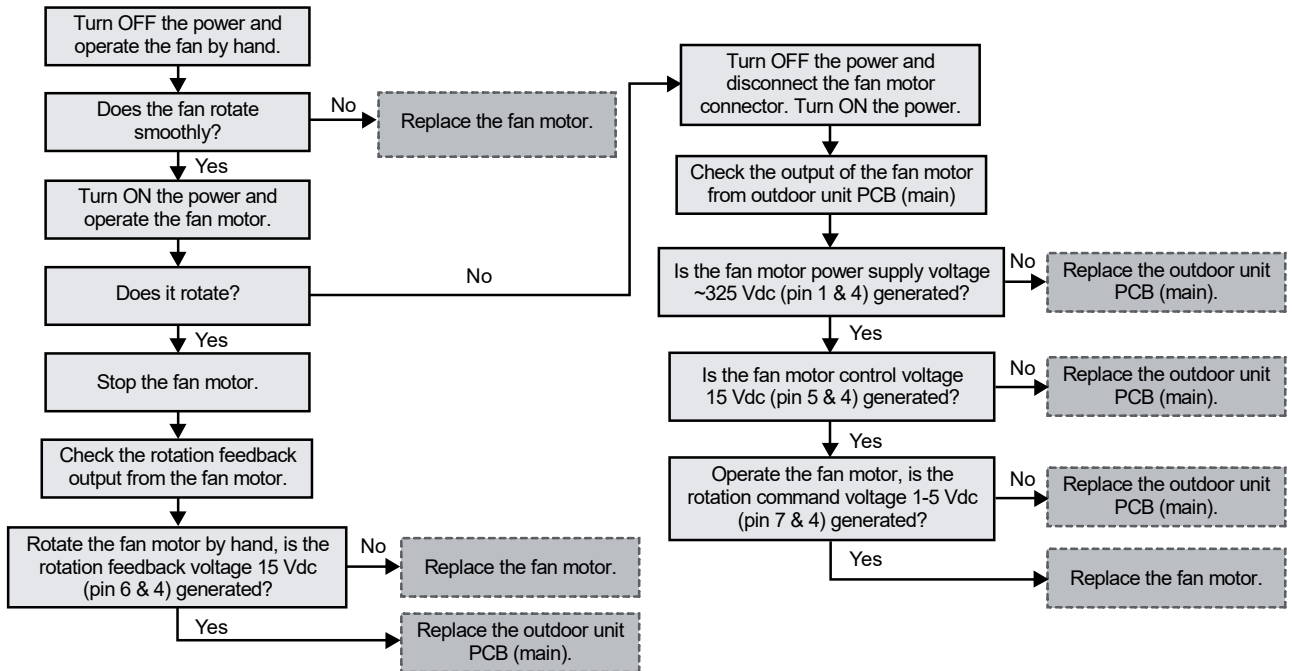 Turn OFF the power and
operate the fan by hand.
Does the fan rotate
smoothly?
No
Replace the fan motor.
Yes
Turn ON the power and
operate the fan motor.
Does it rotate?
No
Yes
Stop the fan motor.
Check the rotation feedback
output from the fan motor.
Rotate the fan motor by hand, is the
rotation feedback voltage 15 Vdc
(pin 6 & 4) generated?
No
Replace the fan motor.
Yes
Replace the outdoor unit
PCB (main).
Turn OFF the power and
disconnect the fan motor
connector. Turn ON the power.
Check the output of the fan motor
from outdoor unit PCB (main)
Is the fan motor power supply voltage
~325 Vdc (pin 1 & 4) generated?
No
Replace the outdoor unit
PCB (main).
Yes
Is the fan motor control voltage
15 Vdc (pin 5 & 4) generated?
No
Replace the outdoor unit
PCB (main).
Yes
Operate the fan motor, is the
rotation command voltage 1-5 Vdc
(pin 7 & 4) generated?
No
Replace the outdoor unit
PCB (main).
Yes
Replace the fan motor.